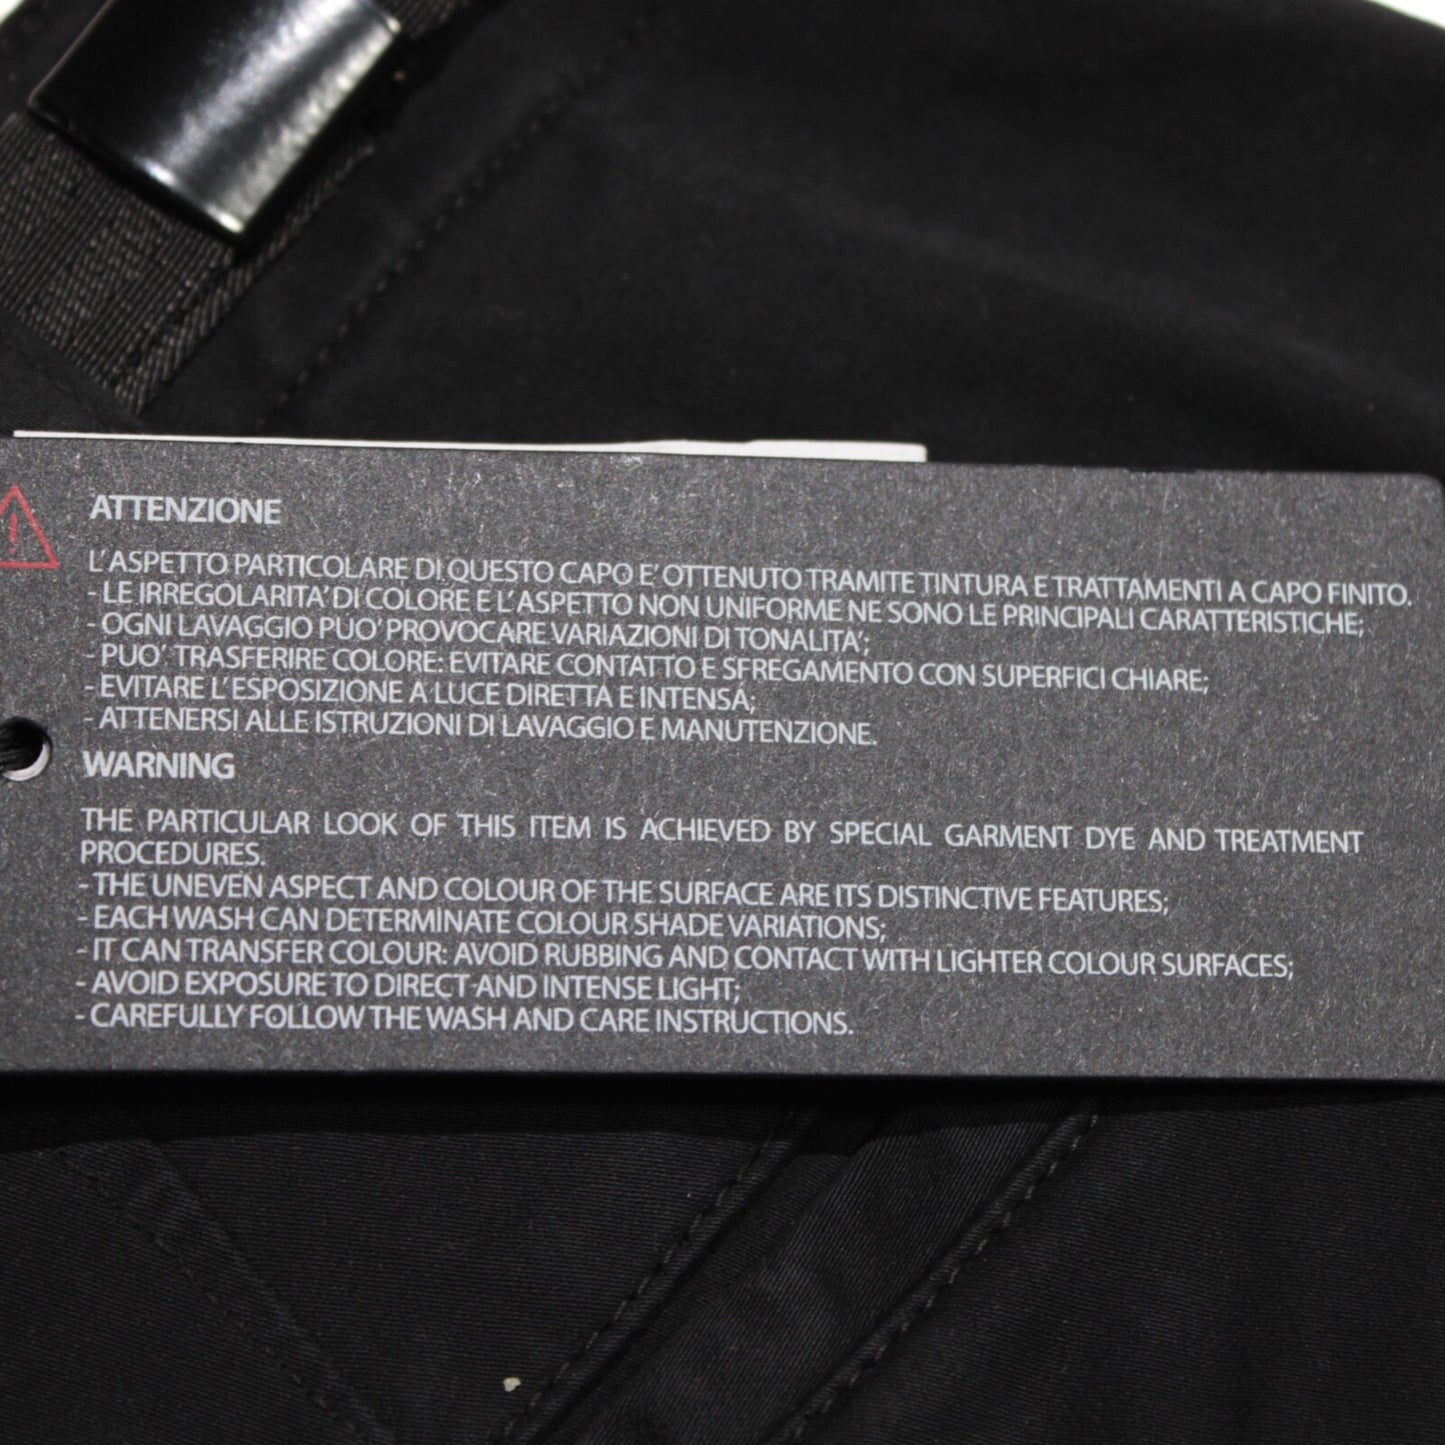 ATTENZIONE
L'ASPETTO PARTICOLARE DI QUESTO CAPO E' OTTENUTO TRAMITE TINTURA E TRATTAMENTI A CAPO FINITO.
- LE IRREGOLARITA' DI COLORE E L'ASPETTO NON UNIFORME NE SONO LE PRINCIPALI CARATTERISTICHE;
- OGNI LAVAGGIO PUO' PROVOCARE VARIAZIONI DI TONALITA';
- PUO' TRASFERIRE COLORE: EVITARE CONTATTO E SFREGAMENTO CON SUPERFICI CHIARE;
- EVITARE L'ESPOSIZIONE A LUCE DIRETTA E INTENSÁ;
- ATTENERSI ALLE ISTRUZIONI DI LAVAGGIO E MANUTENZIONE.
WARNING
THE PARTICULAR LOOK OF THIS ITEM IS ACHIEVED BY SPECIAL GARMENT DYE AND TREATMENT
PROCEDURES.
- THE UNEVEN ASPECT AND COLOUR OF THE SURFACE ARE ITS DISTINCTIVE FEATURES;
- EACH WASH CAN DETERMINATE COLOUR SHADE VARIATIONS;
- IT CAN TRANSFER COLOUR: AVOID RUBBING AND CONTACT WITH LIGHTER COLOUR SURFACES;
- AVOID EXPOSURE TO DIRECT AND INTENSE LIGHT;
- CAREFULLY FOLLOW THE WASH AND CARE INSTRUCTIONS.